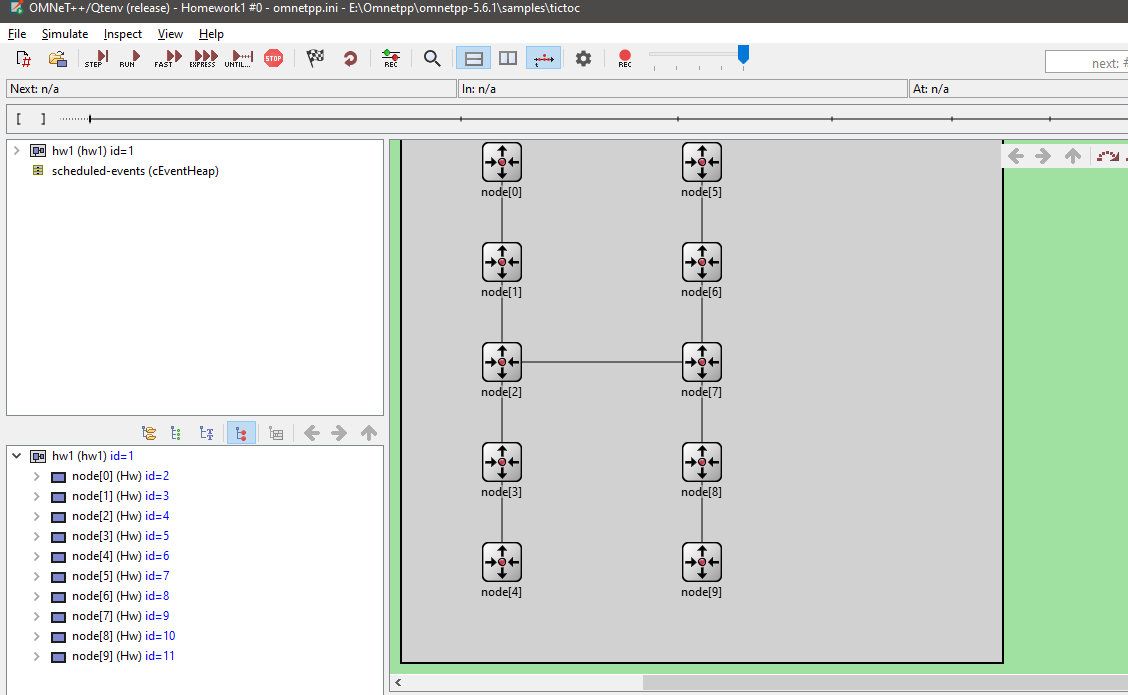 OMNeT++/Qtenv (release) - Homework1 #0 - omnetpp.ini - E:\Omnetpp\omnetpp-5.6.1\samples\tictoc
File Simulate Inspect View Help
STEP RUN FAST EXPRESS UNTIL... STOP REC REC next: #
Next: n/a In: n/a At: n/a
[ ]
hw1 (hw1) id=1
scheduled-events (cEventHeap)
hw1 (hw1) id=1
node[0] (Hw) id=2
node[1] (Hw) id=3
node[2] (Hw) id=4
node[3] (Hw) id=5
node[4] (Hw) id=6
node[5] (Hw) id=7
node[6] (Hw) id=8
node[7] (Hw) id=9
node[8] (Hw) id=10
node[9] (Hw) id=11
node[0] node[5]
node[1] node[6]
node[2] node[7]
node[3] node[8]
node[4] node[9]